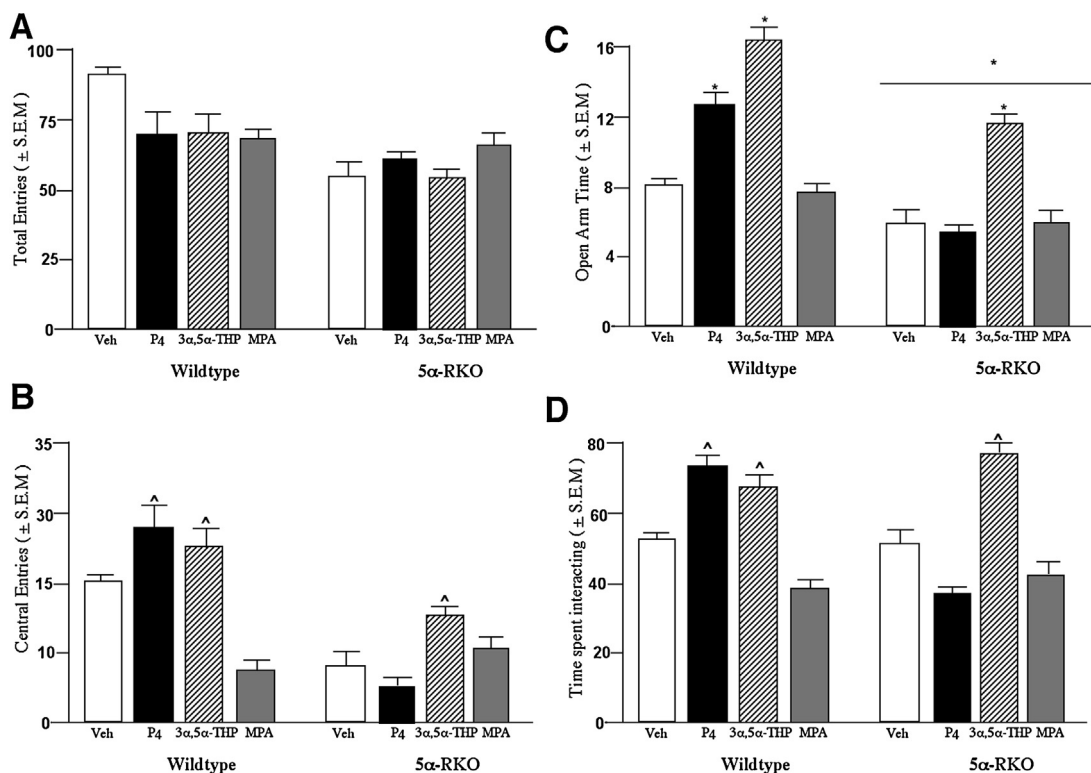 A
Total Entries ( ± S.E.M )
100
75
50
25
0
Veh P4 3α,5α-THP MPA Veh P4 3α,5α-THP MPA
Wildtype 5α-RKO
B
Central Entries ( ± S.E.M )
35
30
15
10
0
^ ^ ^
Veh P4 3α,5α-THP MPA Veh P4 3α,5α-THP MPA
Wildtype 5α-RKO
C
Open Arm Time ( ± S.E.M )
16
12
8
4
0
* * * *
Veh P4 3α,5α-THP MPA Veh P4 3α,5α-THP MPA
Wildtype 5α-RKO
D
Time spent interacting ( ± S.E.M )
80
60
40
20
0
^ ^ ^
Veh P4 3α,5α-THP MPA Veh P4 3α,5α-THP MPA
Wildtype 5α-RKO